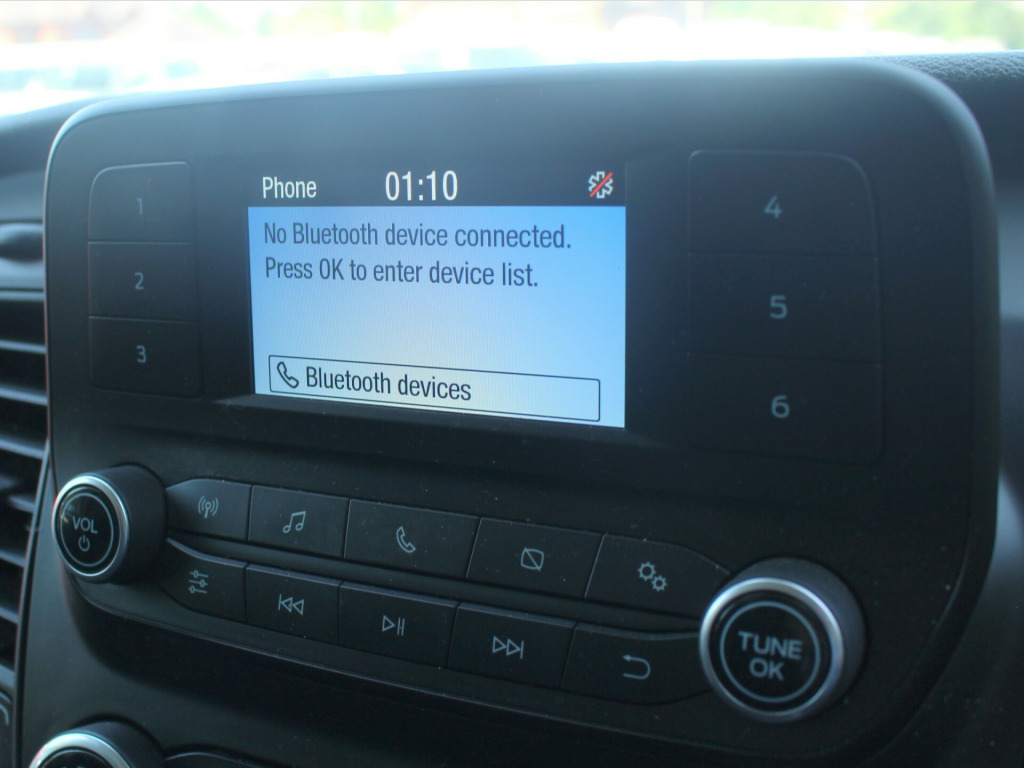 Phone 01:10
No Bluetooth device connected.
Press OK to enter device list.
Bluetooth devices
1
2
3
4
5
6
VOL
TUNE
OK